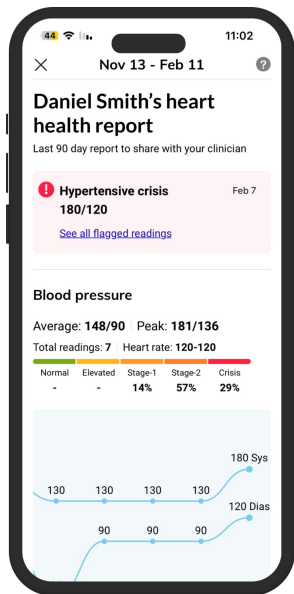 44 11:02
Nov 13 - Feb 11 ?
Daniel Smith's heart
health report
Last 90 day report to share with your clinician
! Hypertensive crisis Feb 7
180/120
See all flagged readings
Blood pressure
Average: 148/90 Peak: 181/136
Total readings: 7 Heart rate: 120-120
Normal Elevated Stage-1 Stage-2 Crisis
- - 14% 57% 29%
180 Sys
130 130 130 130
120 Dias
90 90 90